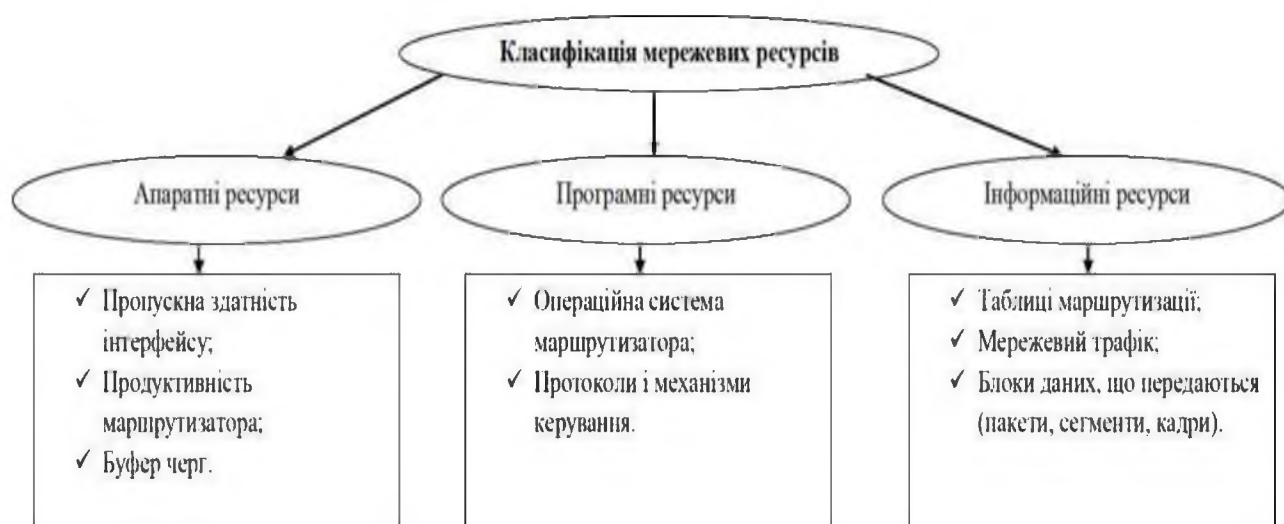 Класифікація мережевих ресурсів
Апаратні ресурси
Програмні ресурси
Інформаційні ресурси
✓ Пропускна здатність
інтерфейсу;
✓ Продуктивність
маршрутизатора;
✓ Буфер черг.
✓ Операційна система
маршрутизатора;
✓ Протоколи і механізми
керування.
✓ Таблиці маршрутизації;
✓ Мережевий трафік;
✓ Блоки даних, що передаються
(пакети, сегменти, кадри).